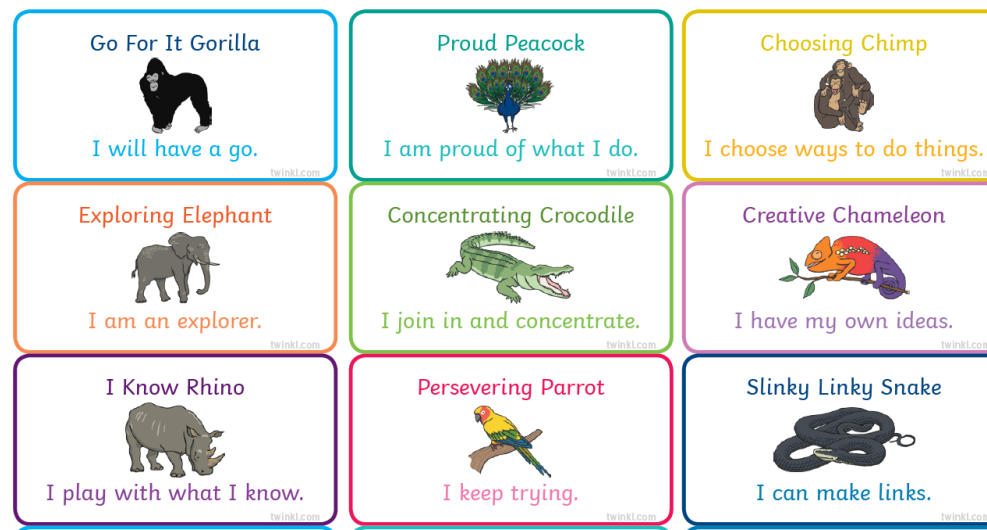 Go For It Gorilla
I will have a go.
twinkl.com
Proud Peacock
I am proud of what I do.
twinkl.com
Choosing Chimp
I choose ways to do things.
twinkl.com
Exploring Elephant
I am an explorer.
twinkl.com
Concentrating Crocodile
I join in and concentrate.
twinkl.com
Creative Chameleon
I have my own ideas.
twinkl.com
I Know Rhino
I play with what I know.
twinkl.com
Persevering Parrot
I keep trying.
twinkl.com
Slinky Linky Snake
I can make links.
twinkl.com